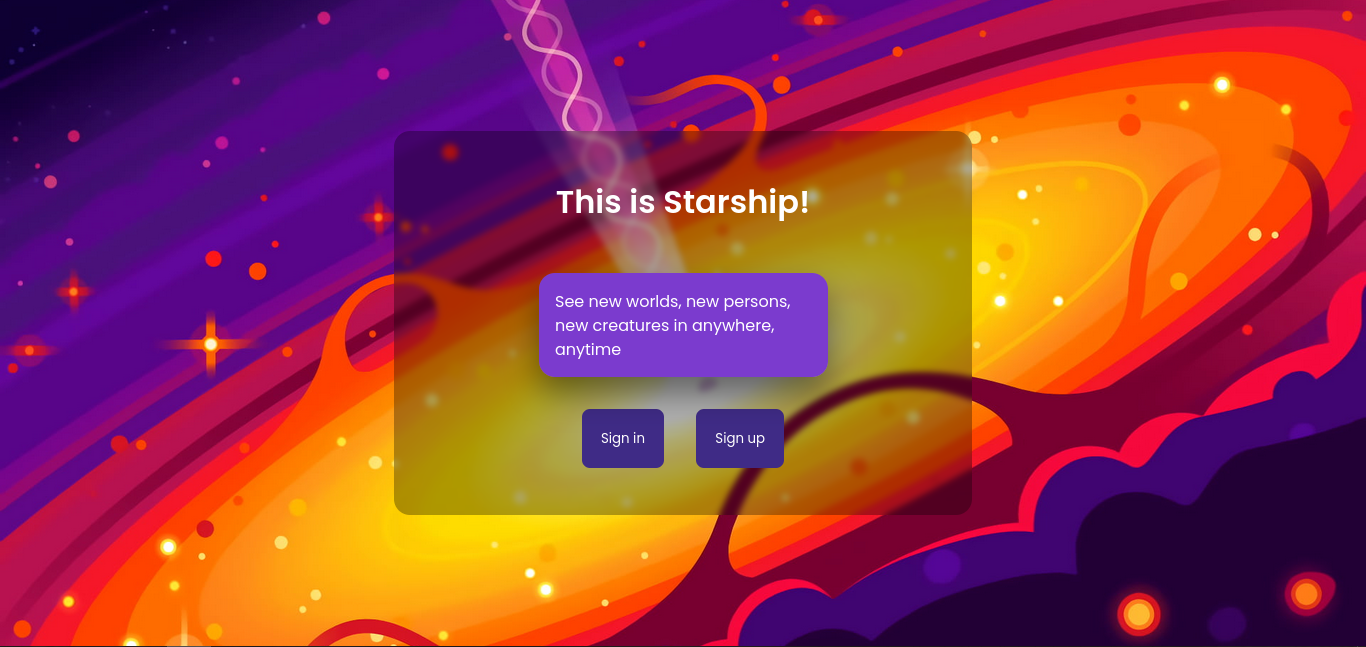 This is Starship!
See new worlds, new persons,
new creatures in anywhere,
anytime
Sign in
Sign up